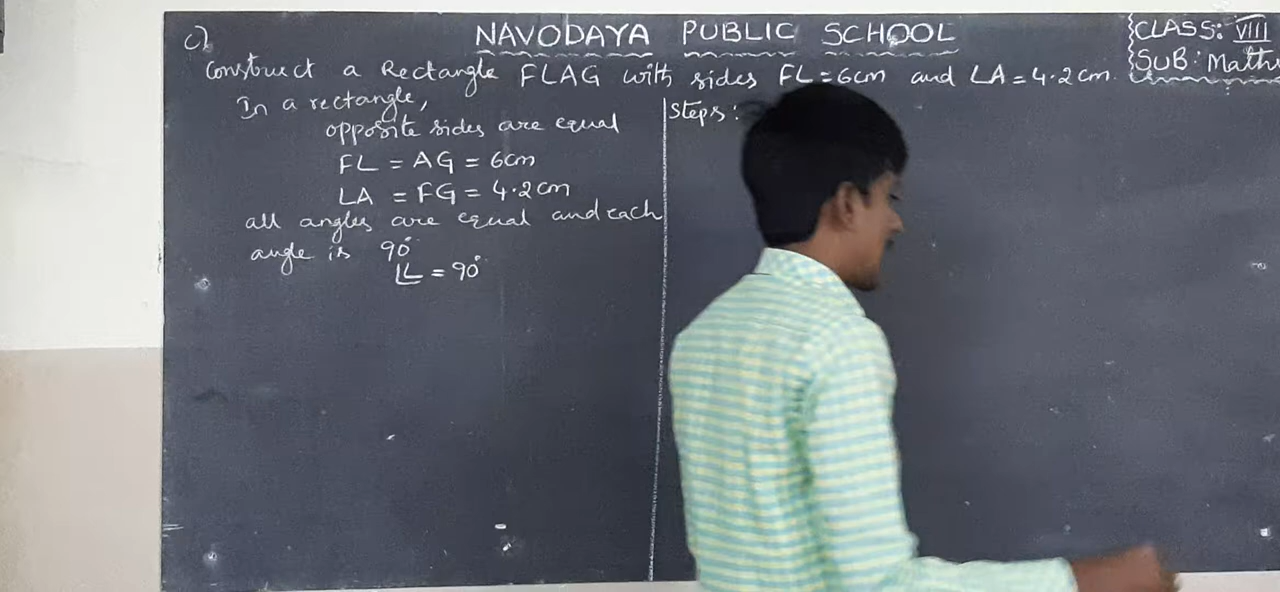 NAVODAYA PUBLIC SCHOOL
CLASS: VIII
SUB: Maths
c)
Construct a Rectangle FLAG with sides FL = 6cm and LA = 4.2cm.
In a rectangle,
opposite sides are equal
FL = AG = 6cm
LA = FG = 4.2cm
all angles are equal and each
angle is 90°
∠L = 90°
Steps: